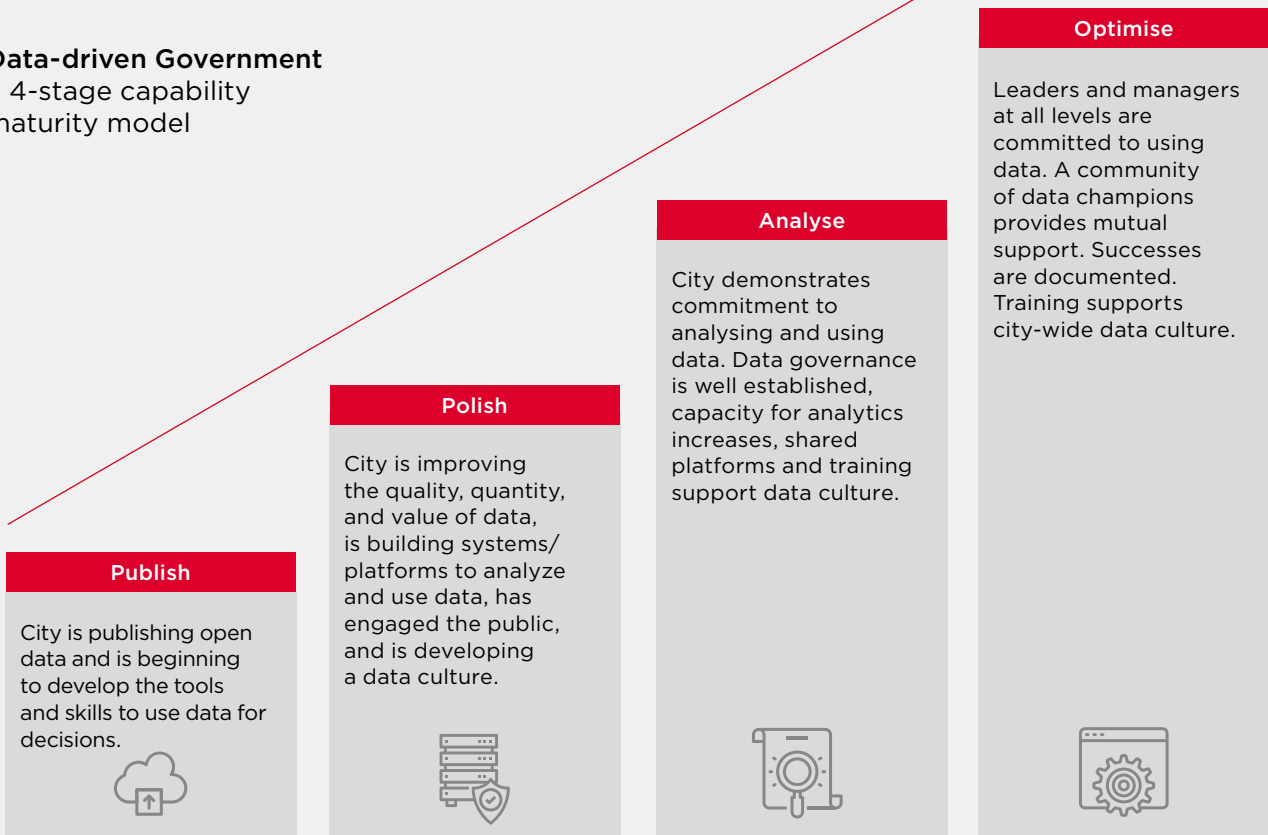 Data-driven Government
4-stage capability
maturity model
Optimise
Leaders and managers
at all levels are
committed to using
data. A community
of data champions
provides mutual
support. Successes
are documented.
Training supports
city-wide data culture.
Analyse
City demonstrates
commitment to
analysing and using
data. Data governance
is well established,
capacity for analytics
increases, shared
platforms and training
support data culture.
Polish
City is improving
the quality, quantity,
and value of data,
is building systems/
platforms to analyze
and use data, has
engaged the public,
and is developing
a data culture.
Publish
City is publishing open
data and is beginning
to develop the tools
and skills to use data for
decisions.